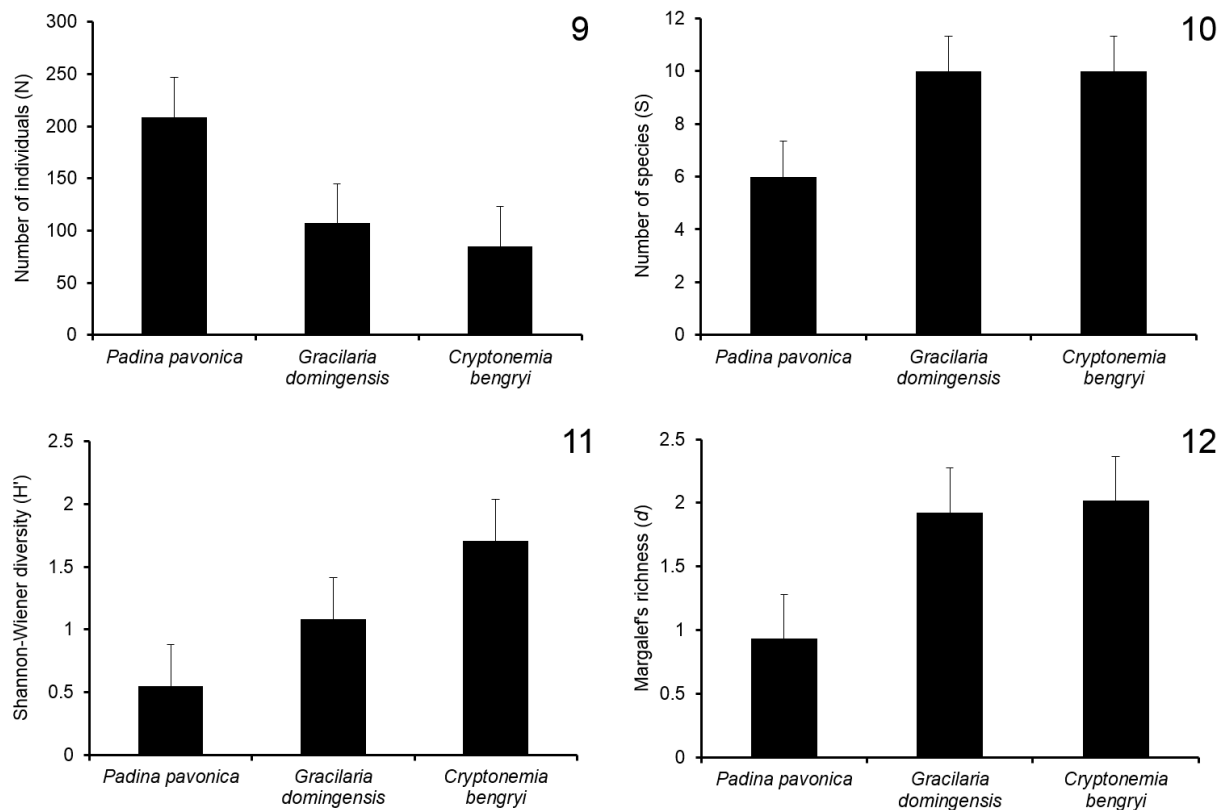 9
Number of individuals (N)
300
250
200
150
100
50
0
Padina pavonica
Gracilaria
domingensis
Cryptonemia
bengryi
10
Number of species (S)
12
10
8
6
4
2
0
Padina pavonica
Gracilaria
domingensis
Cryptonemia
bengryi
11
Shannon-Wiener diversity (H')
2.5
2
1.5
1
0.5
0
Padina pavonica
Gracilaria
domingensis
Cryptonemia
bengryi
12
Margalef's richness (d)
2.5
2
1.5
1
0.5
0
Padina pavonica
Gracilaria
domingensis
Cryptonemia
bengryi